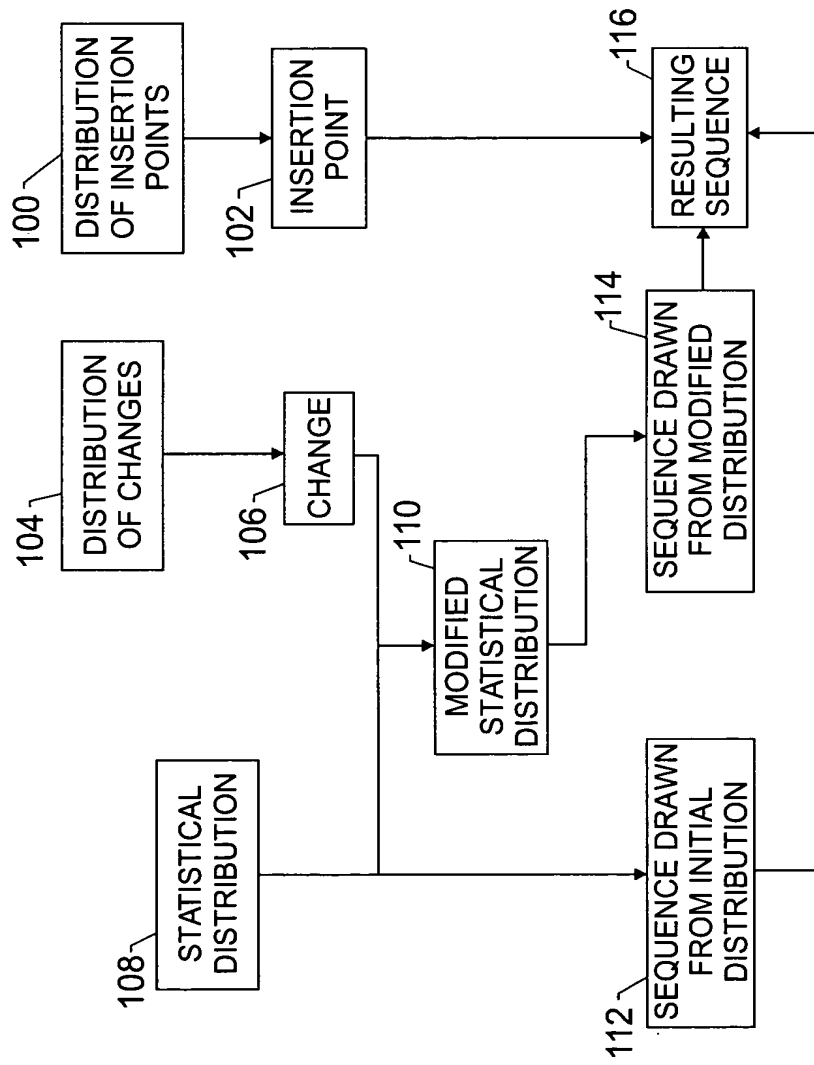 100
DISTRIBUTION
OF INSERTION
POINTS
102
INSERTION
POINT
104
DISTRIBUTION
OF CHANGES
106
CHANGE
108
STATISTICAL
DISTRIBUTION
110
MODIFIED
STATISTICAL
DISTRIBUTION
112
SEQUENCE DRAWN
FROM INITIAL
DISTRIBUTION
114
SEQUENCE DRAWN
FROM MODIFIED
DISTRIBUTION
116
RESULTING
SEQUENCE